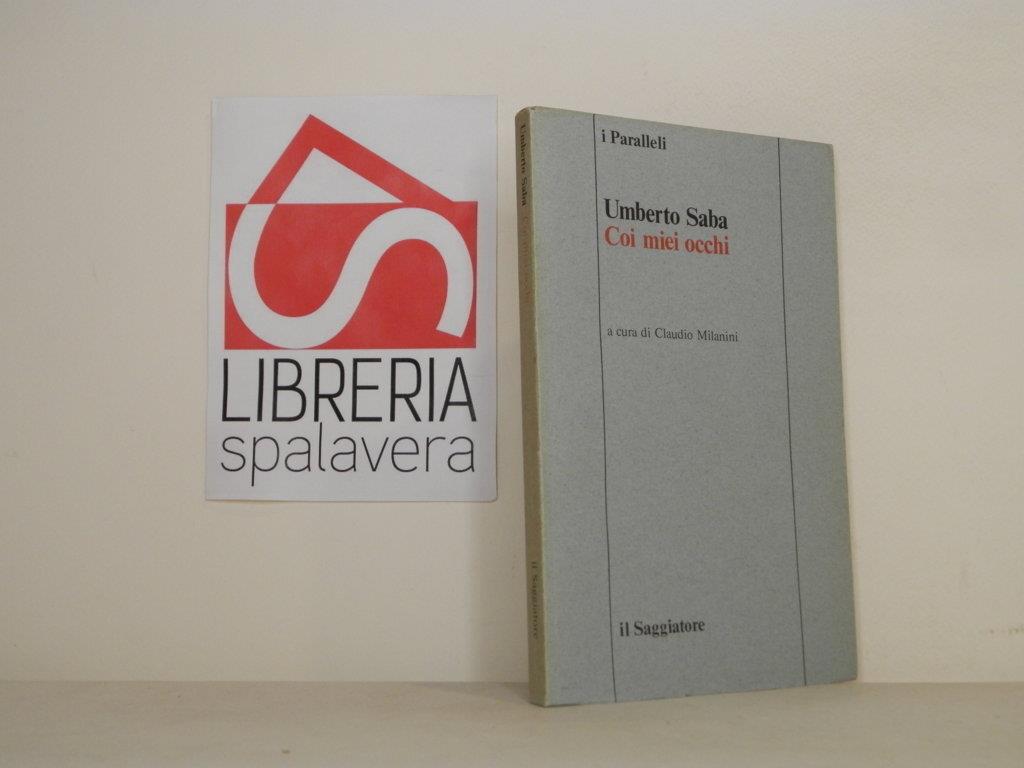 LIBRERIA
spalavera
Umberto Saba
il Saggiatore
i Paralleli
Umberto Saba
Coi miei occhi
a cura di Claudio Milanini
il Saggiatore